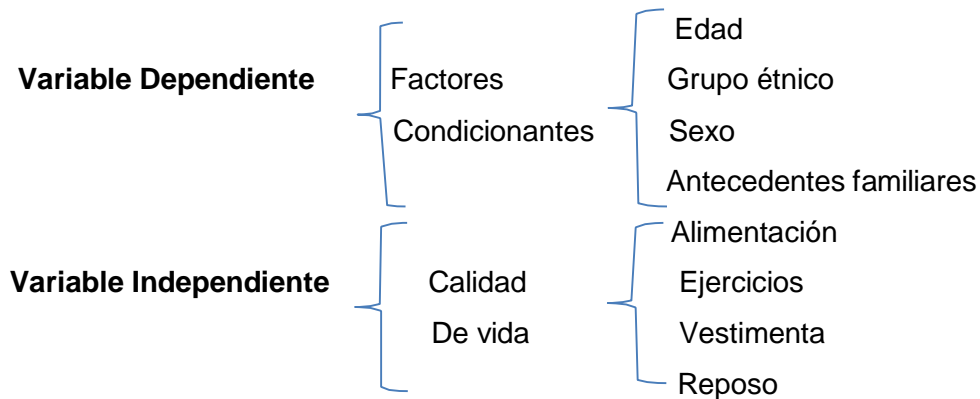 Variable Dependiente
Factores
Condicionantes
Edad
Grupo étnico
Sexo
Antecedentes familiares
Variable Independiente
Calidad
De vida
Alimentación
Ejercicios
Vestimenta
Reposo